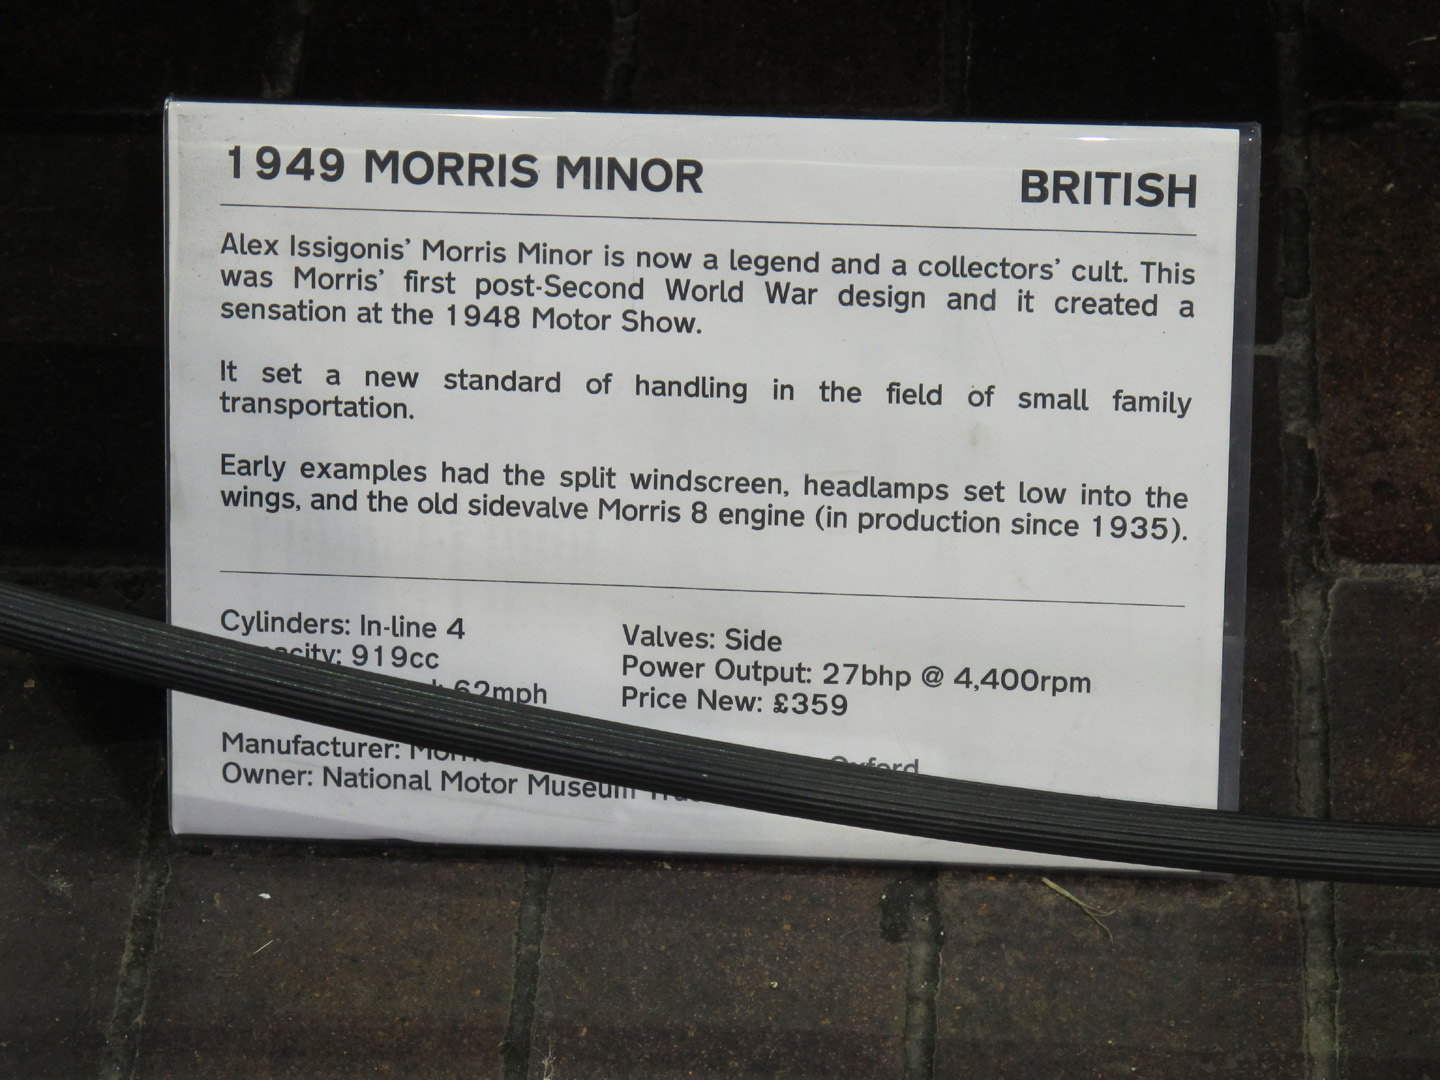 1949 MORRIS MINOR BRITISH
Alex Issigonis' Morris Minor is now a legend and a collectors' cult. This
was Morris' first post-Second World War design and it created a
sensation at the 1948 Motor Show.
It set a new standard of handling in the field of small family
transportation.
Early examples had the split windscreen, headlamps set low into the
wings, and the old sidevalve Morris 8 engine (in production since 1935).
Cylinders: In-line 4
919cc
62mph
Valves: Side
Power Output: 27bhp @ 4,400rpm
Price New: £359
Manufacturer: Oxford
Owner: National Motor Museum